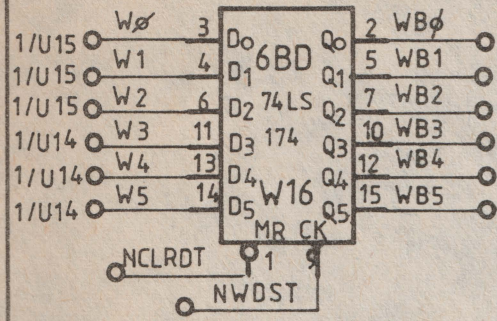 1/U15 WØ 3 D0 6BD Q0 2 WBØ
1/U15 W1 4 D1 Q1 5 WB1
1/U15 W2 6 D2 74LS Q2 7 WB2
1/U14 W3 11 D3 174 Q3 10 WB3
1/U14 W4 13 D4 Q4 12 WB4
1/U14 W5 14 D5 W16 Q5 15 WB5
MR CK
NCLRDT 1 9
NWDST